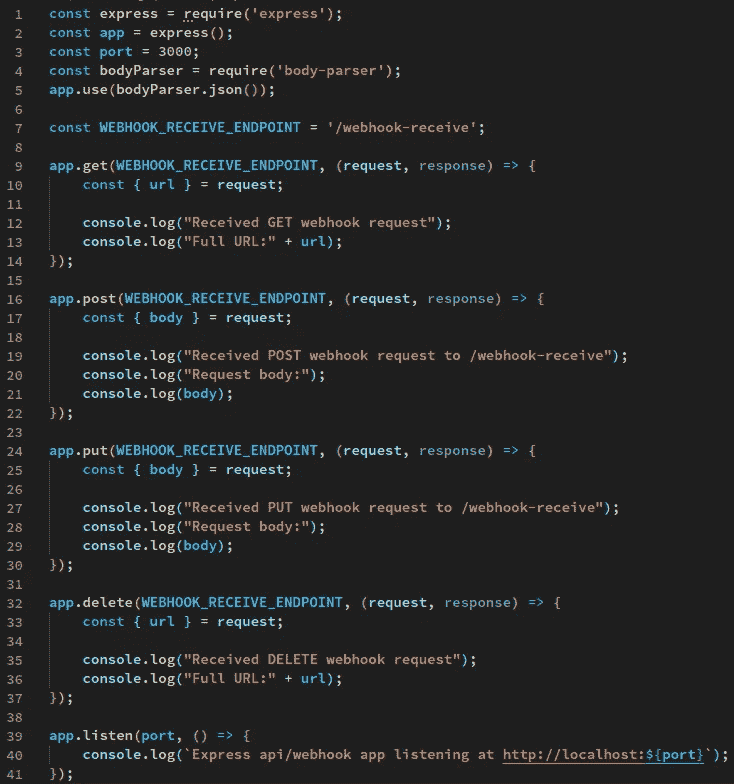 1 const express = require('express');
2 const app = express();
3 const port = 3000;
4 const bodyParser = require('body-parser');
5 app.use(bodyParser.json());
6
7 const WEBHOOK_RECEIVE_ENDPOINT = '/webhook-receive';
8
9 app.get(WEBHOOK_RECEIVE_ENDPOINT, (request, response) => {
10     const { url } = request;
11
12     console.log("Received GET webhook request");
13     console.log("Full URL:" + url);
14 });
15
16 app.post(WEBHOOK_RECEIVE_ENDPOINT, (request, response) => {
17     const { body } = request;
18
19     console.log("Received POST webhook request to /webhook-receive");
20     console.log("Request body:");
21     console.log(body);
22 });
23
24 app.put(WEBHOOK_RECEIVE_ENDPOINT, (request, response) => {
25     const { body } = request;
26
27     console.log("Received PUT webhook request to /webhook-receive");
28     console.log("Request body:");
29     console.log(body);
30 });
31
32 app.delete(WEBHOOK_RECEIVE_ENDPOINT, (request, response) => {
33     const { url } = request;
34
35     console.log("Received DELETE webhook request");
36     console.log("Full URL:" + url);
37 });
38
39 app.listen(port, () => {
40     console.log(`Express api/webhook app listening at http://localhost:${port}`);
41 });